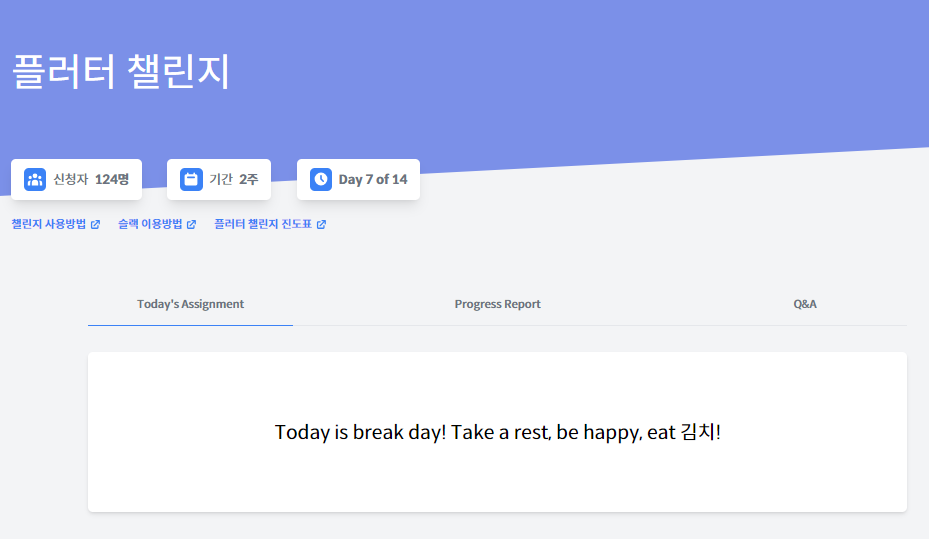 플러터 챌린지
신청자 124명 기간 2주 Day 7 of 14
챌린지 사용방법 슬랙 이용방법 플러터 챌린지 진도표
Today's Assignment Progress Report Q&A
Today is break day! Take a rest, be happy, eat 김치!